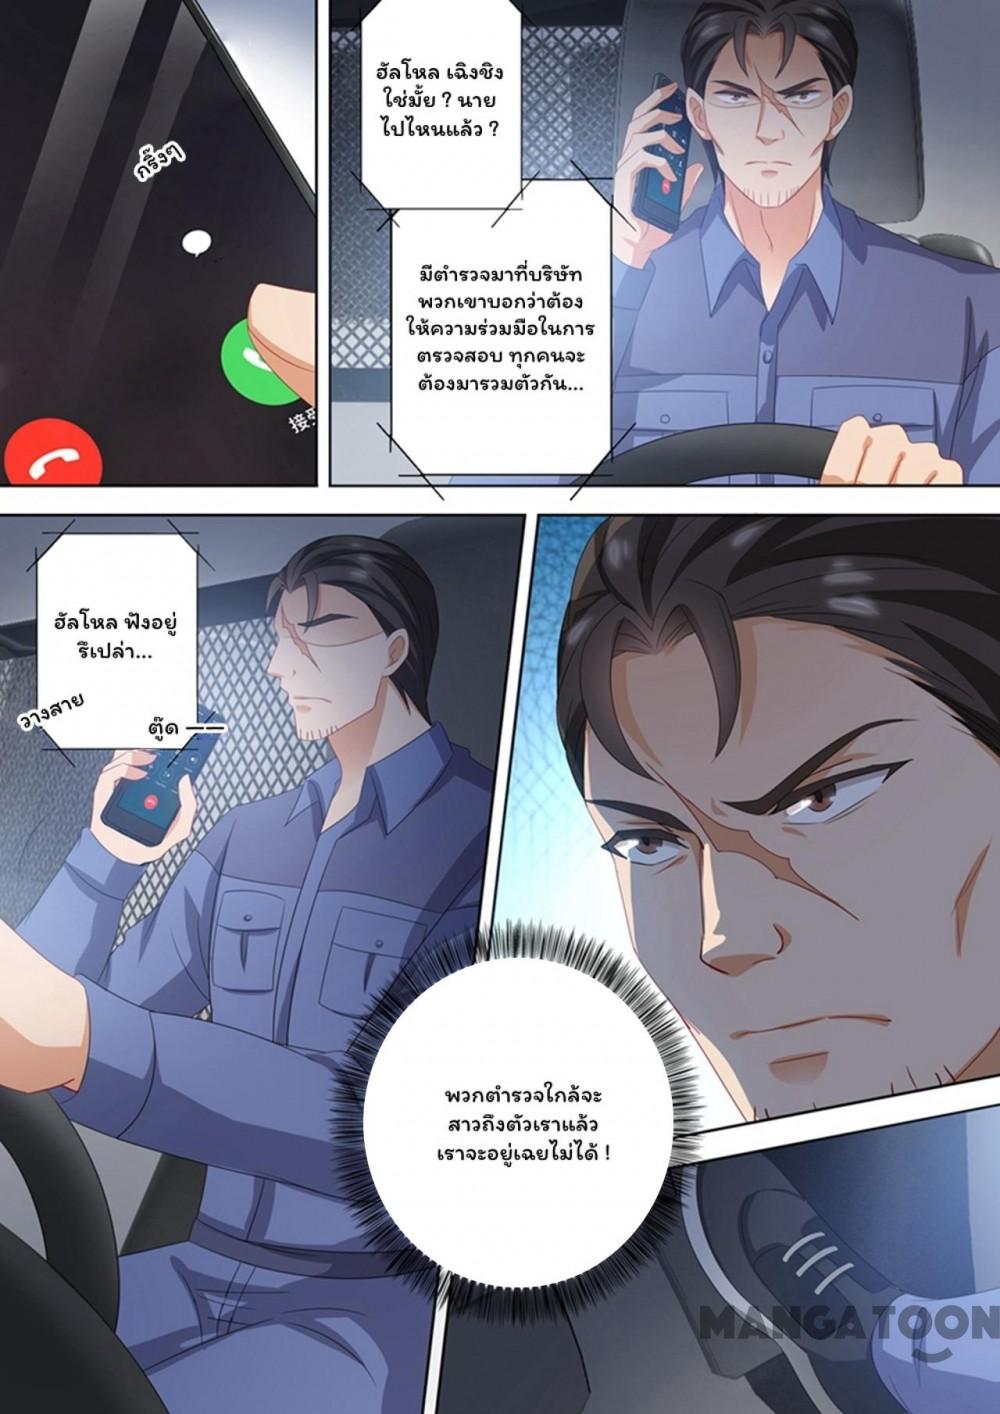 กริ๊งๆ
接受
ฮัลโหล เฉิงชิง
ใช่มั้ย ? นาย
ไปไหนแล้ว ?
มีตำรวจมาที่บริษัท
พวกเขาบอกว่าต้อง
ให้ความร่วมมือในการ
ตรวจสอบ ทุกคนจะ
ต้องมารวมตัวกัน...
ฮัลโหล ฟังอยู่
รึเปล่า...
วางสาย
ตู๊ด ——
พวกตำรวจใกล้จะ
สาวถึงตัวเราแล้ว
เราจะอยู่เฉยไม่ได้ !
MANGATOON